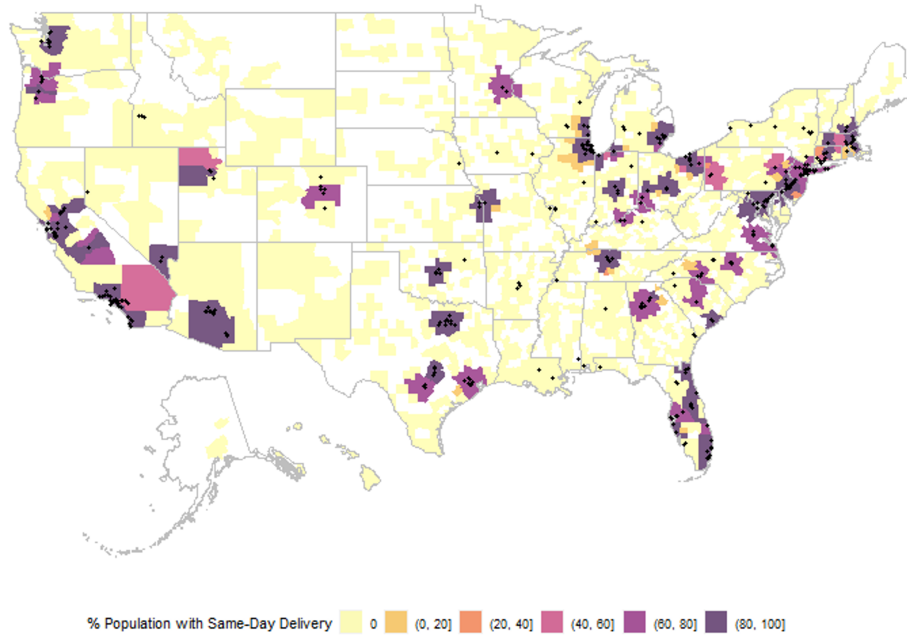 % Population with Same-Day Delivery 0 (0, 20] (20, 40] (40, 60] (60, 80] (80, 100]